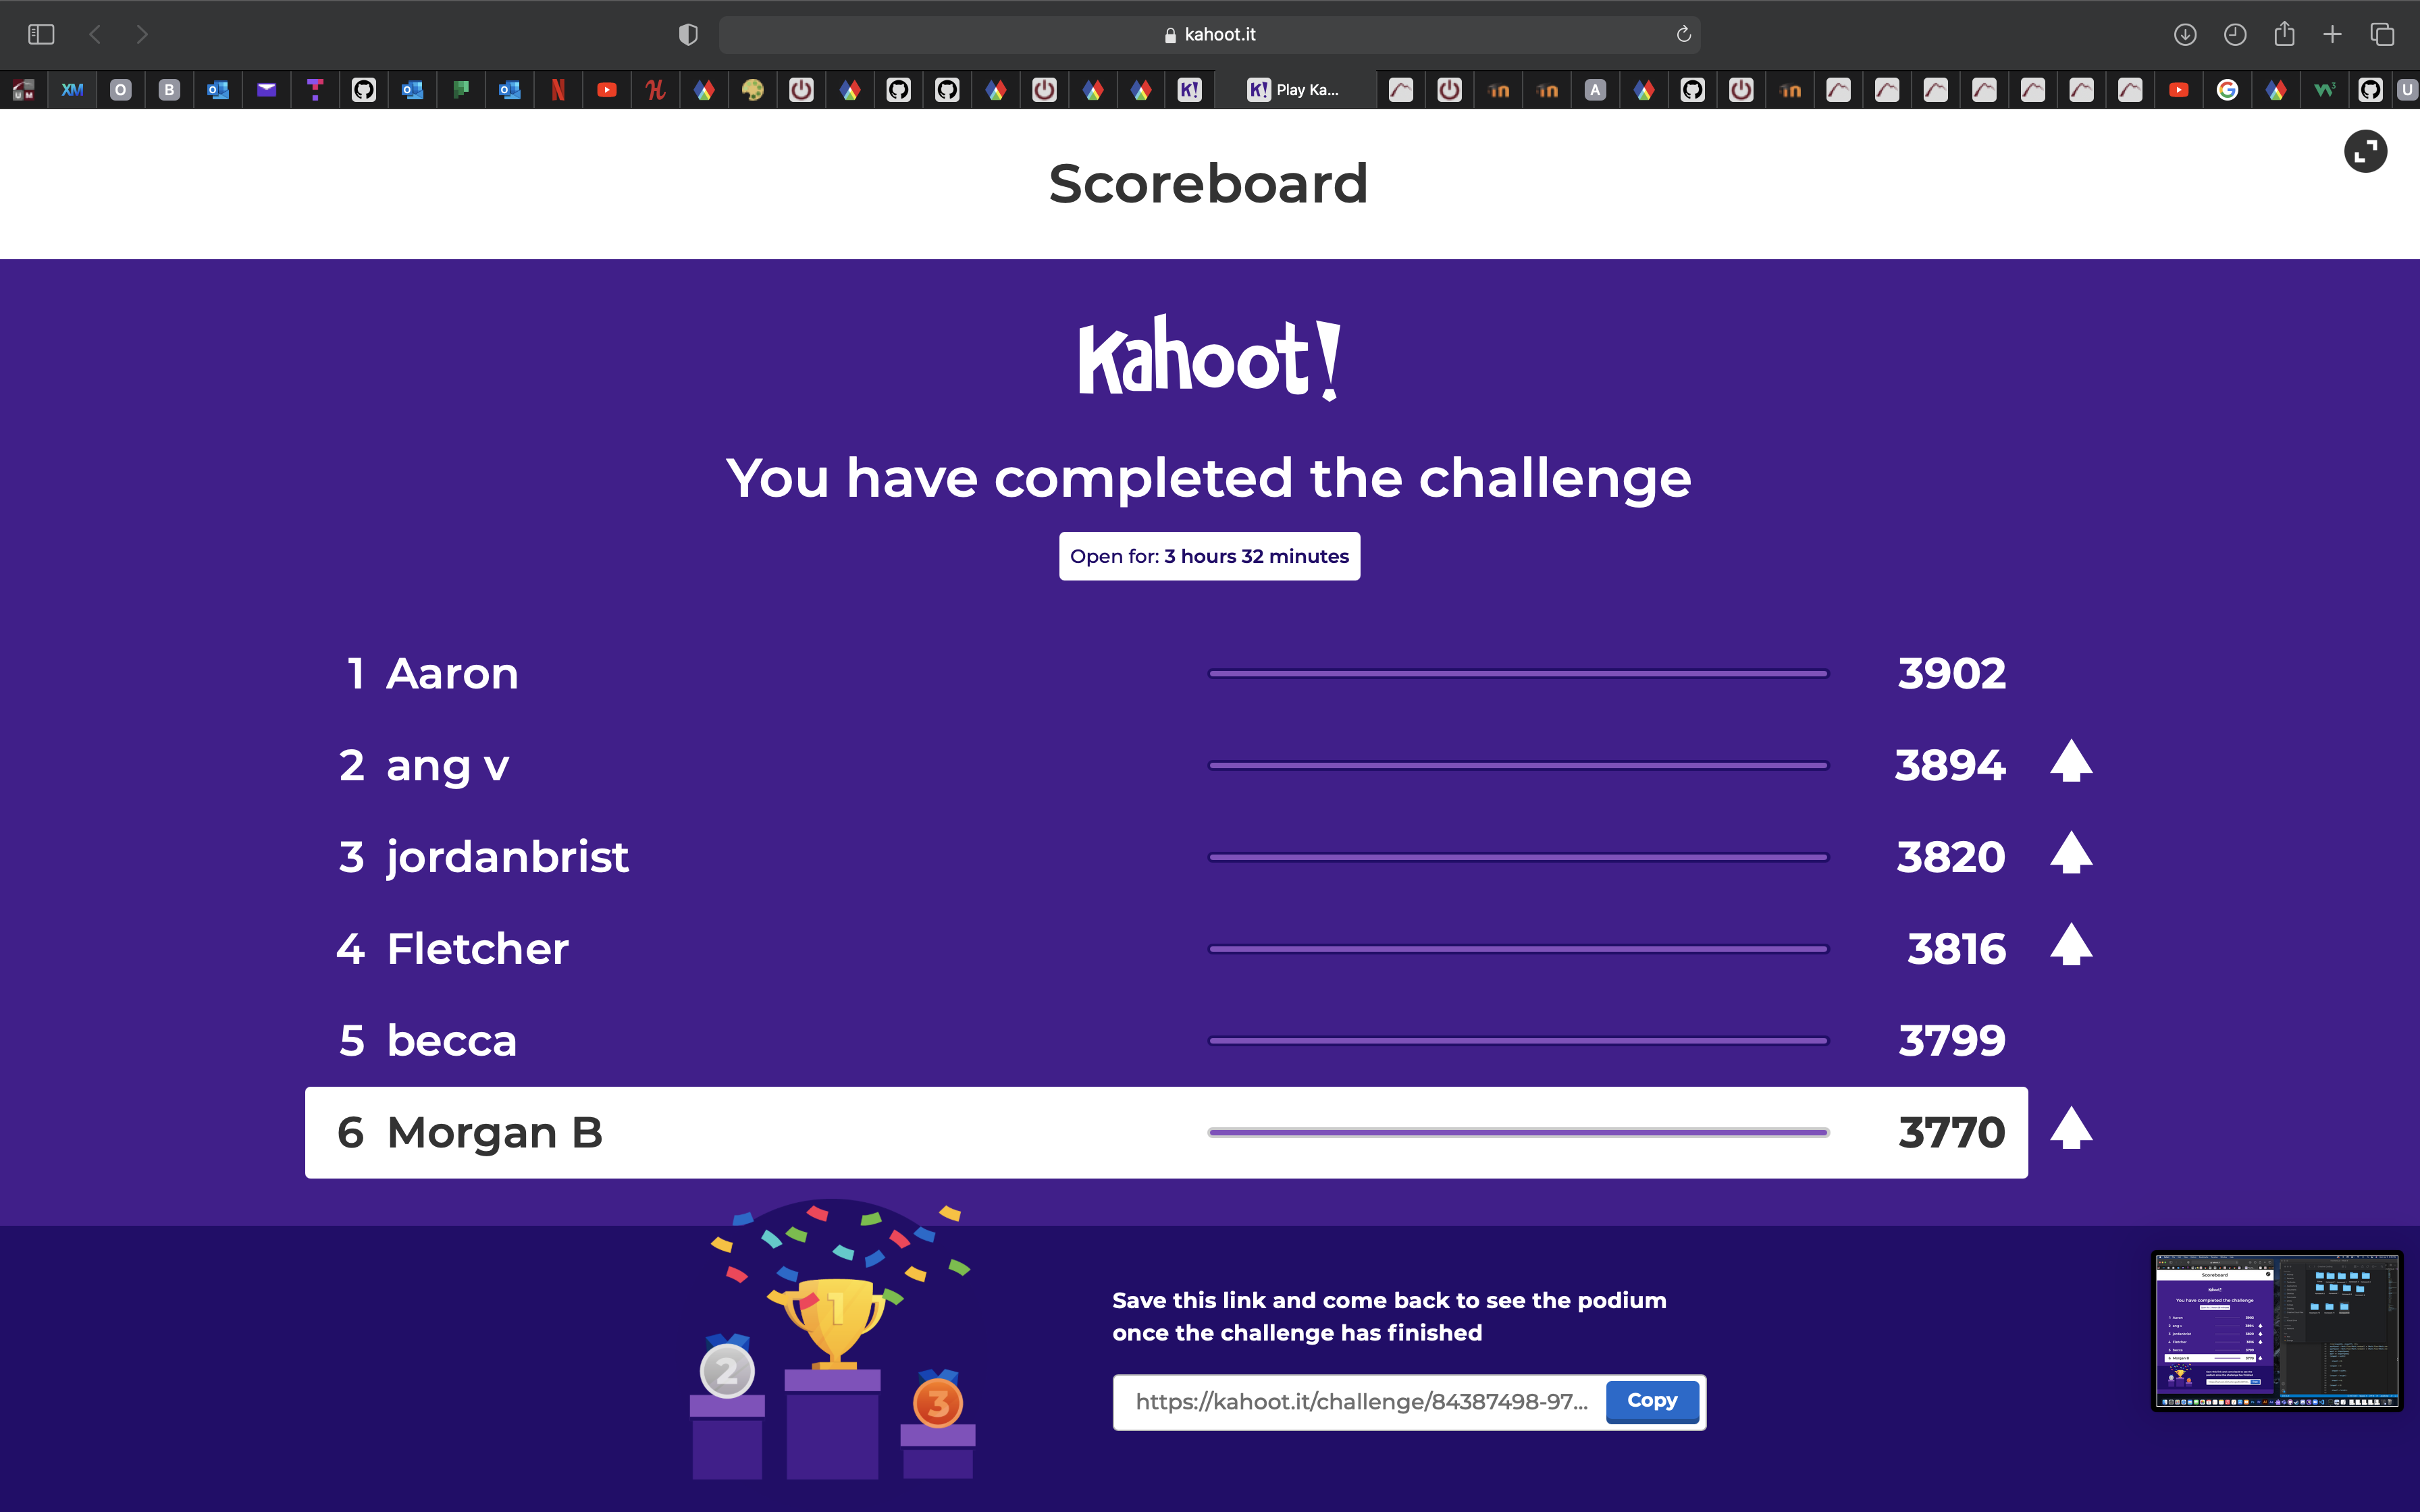 kahoot.it
XM O B T N H K! K! Play Ka... A G U
Scoreboard
Kahoot!
You have completed the challenge
Open for: 3 hours 32 minutes
1 Aaron 3902
2 ang v 3894
3 jordanbrist 3820
4 Fletcher 3816
5 becca 3799
6 Morgan B 3770
1
2
3
Save this link and come back to see the podium
once the challenge has finished
https://kahoot.it/challenge/84387498-97... Copy